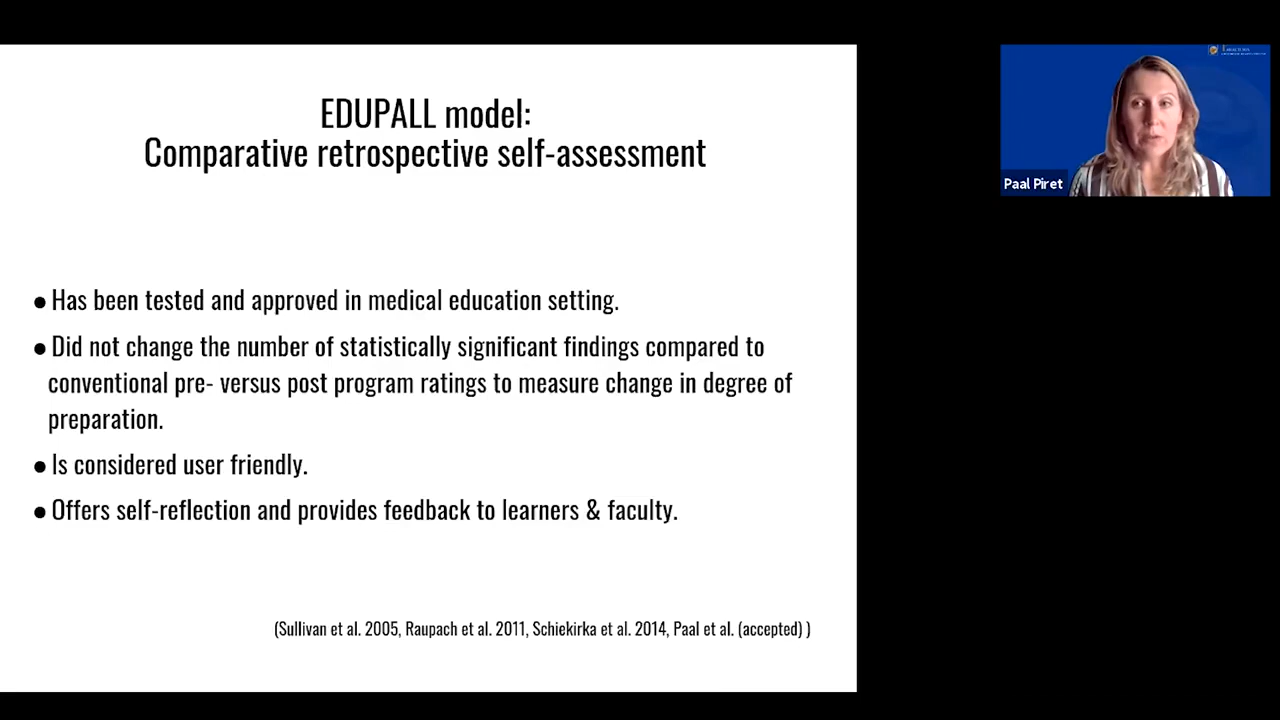 EDUPALL model:
Comparative retrospective self-assessment
● Has been tested and approved in medical education setting.
● Did not change the number of statistically significant findings compared to
conventional pre- versus post program ratings to measure change in degree of
preparation.
● Is considered user friendly.
● Offers self-reflection and provides feedback to learners & faculty.
(Sullivan et al. 2005, Raupach et al. 2011, Schiekirka et al. 2014, Paal et al. (accepted) )
Paal Piret